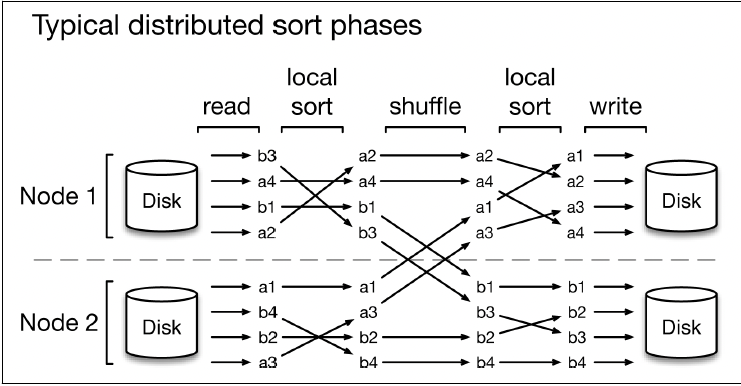 Typical distributed sort phases
local local
read sort shuffle sort write
b3 a2 a2 a1
a4 a4 a4 a2
Node 1 Disk b1 b1 a1 a3 Disk
a2 b3 a3 a4
a1 a1 b1 b1
b4 a3 b3 b2
Node 2 Disk b2 b2 b2 b3 Disk
a3 b4 b4 b4